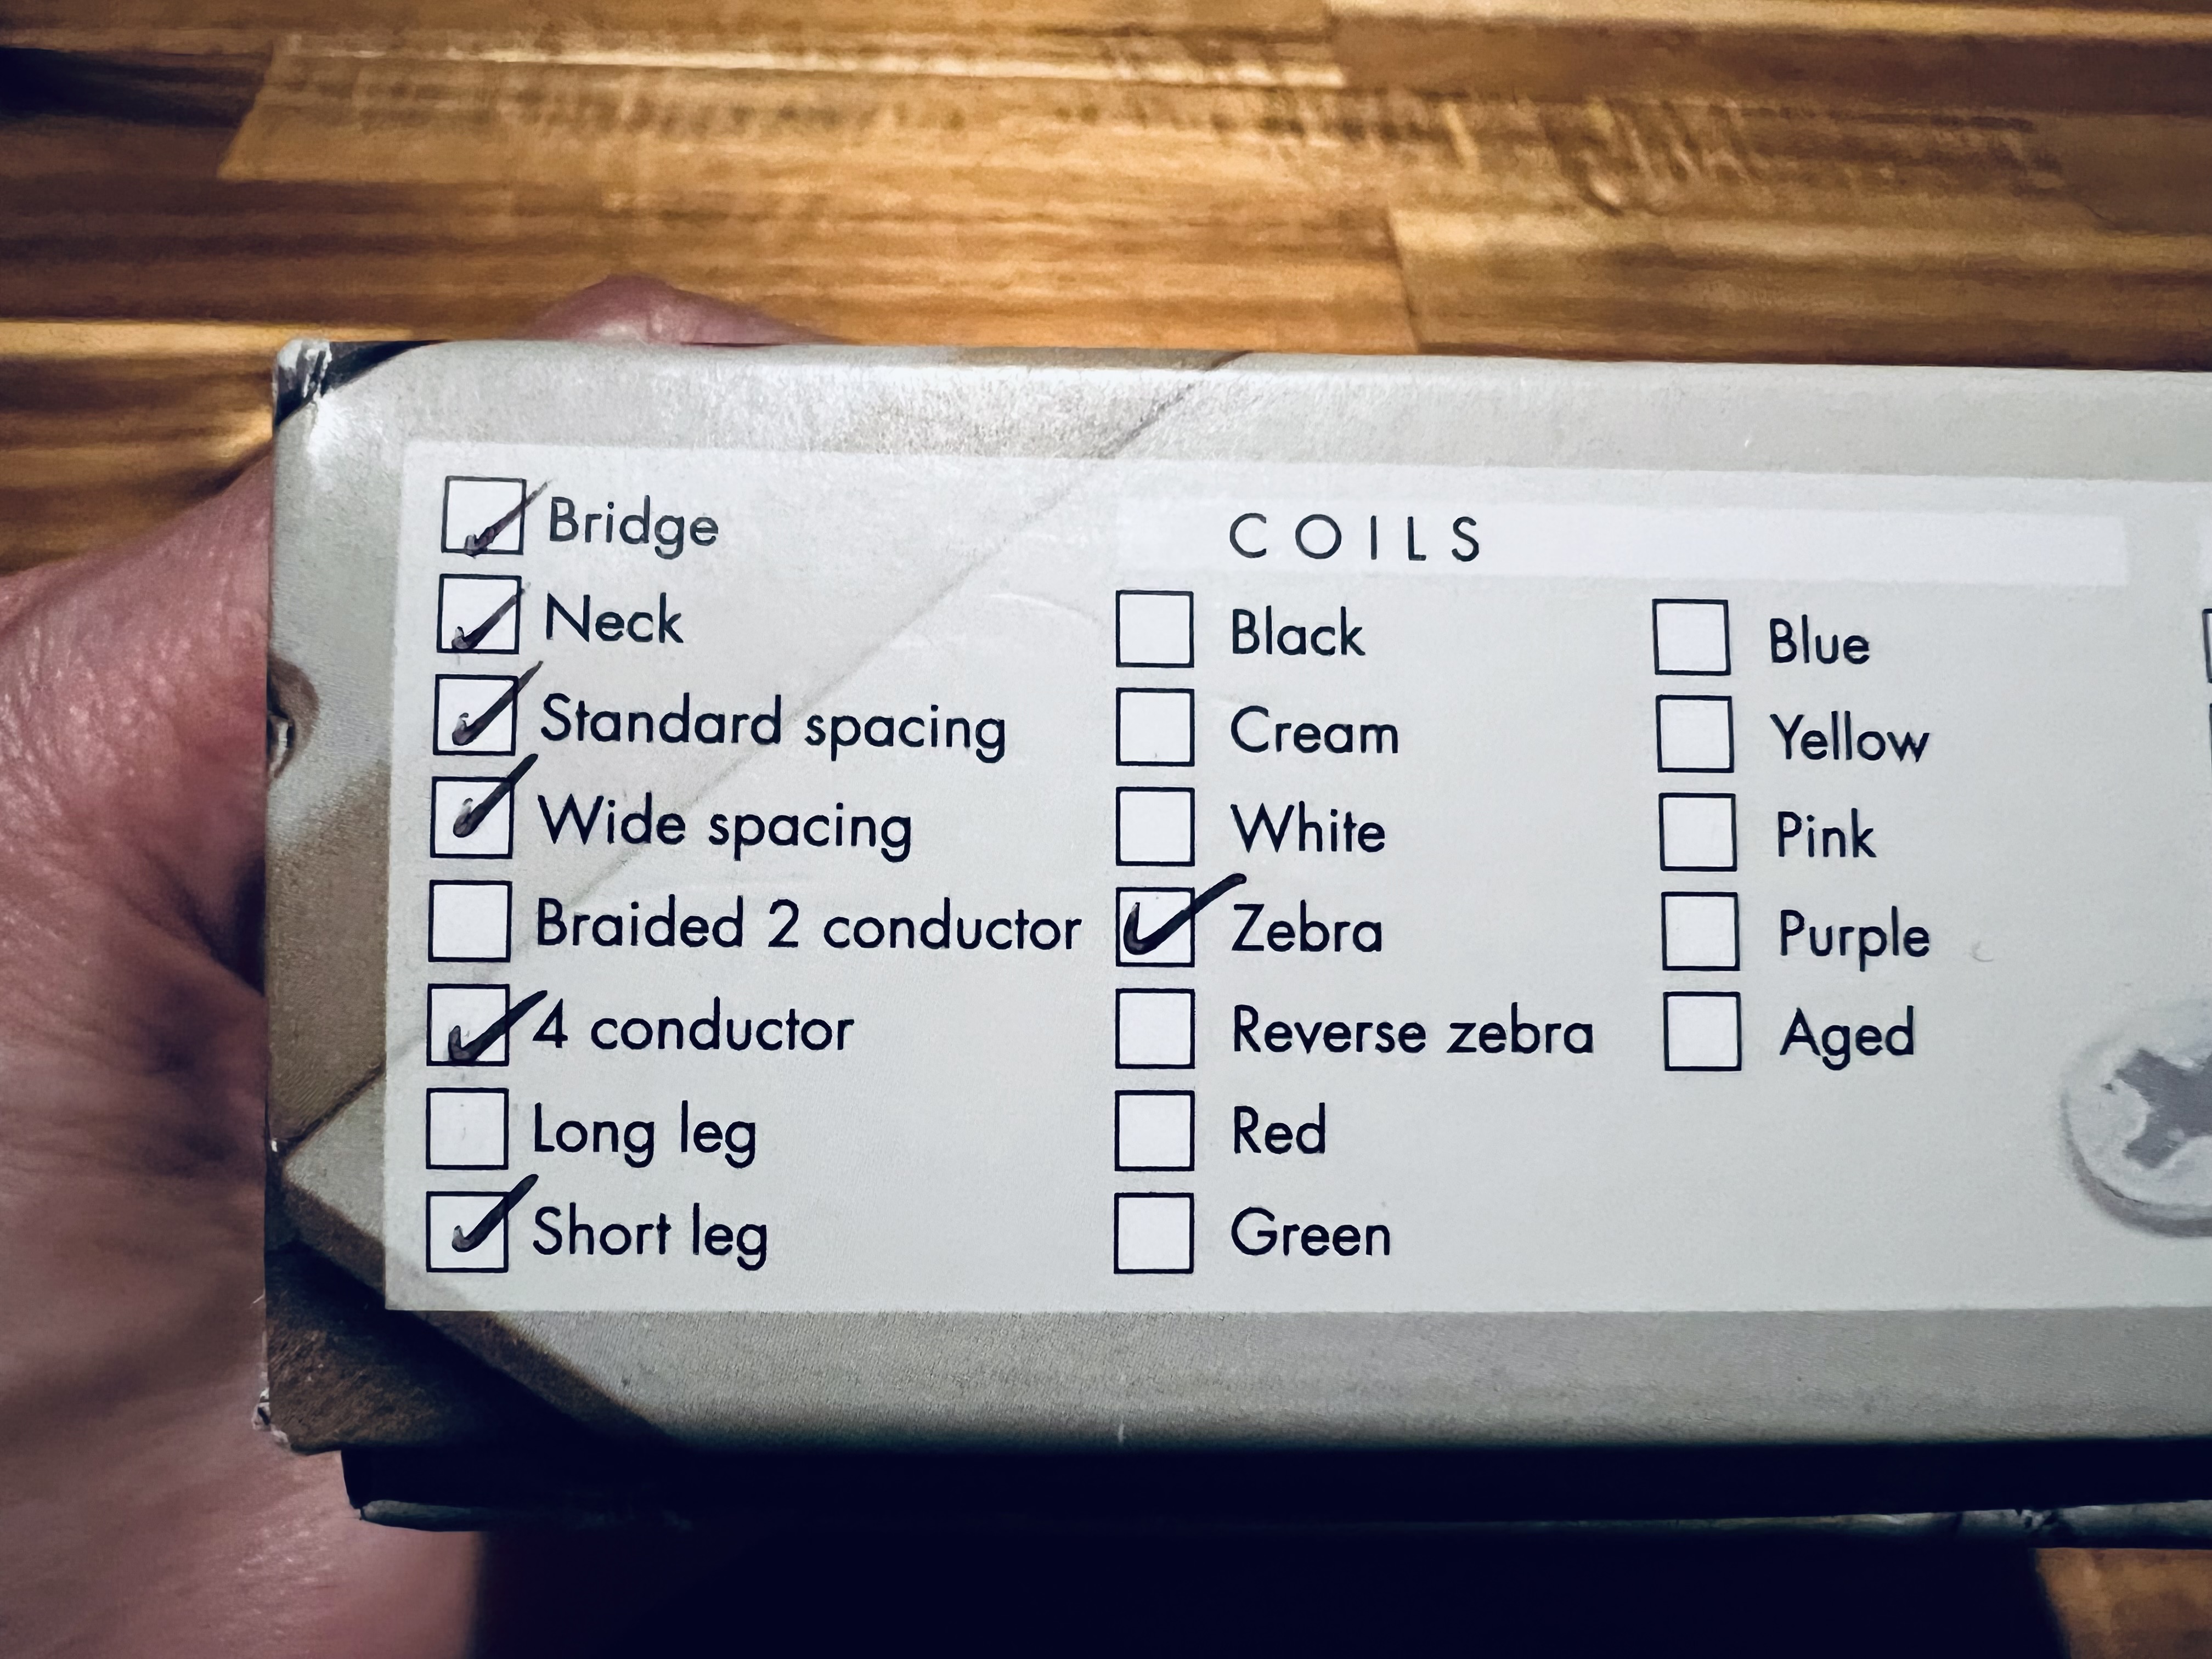 Bridge
Neck
Standard spacing
Wide spacing
Braided 2 conductor
4 conductor
Long leg
Short leg
COILS
Black
Cream
White
Zebra
Reverse zebra
Red
Green
Blue
Yellow
Pink
Purple
Aged